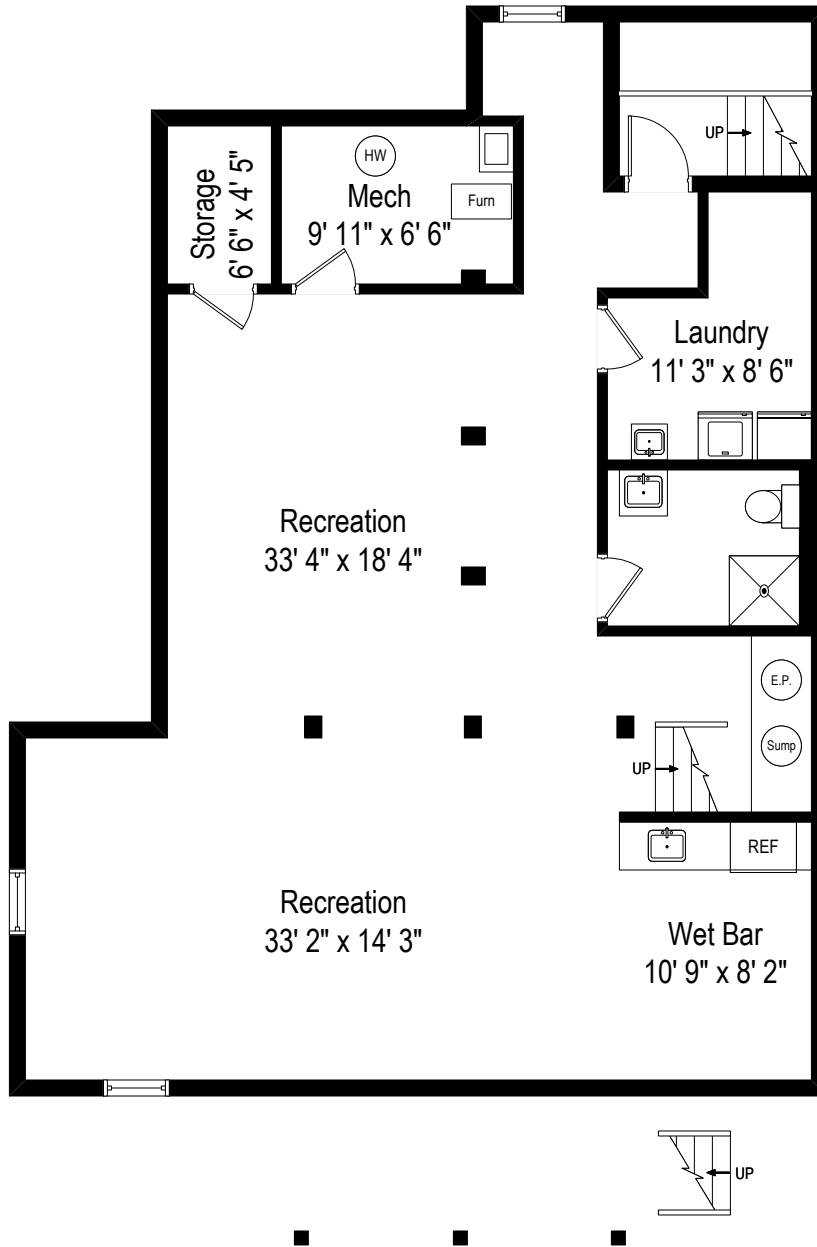 UP
HW
Mech
9' 11" x 6' 6"
Furn
Storage
6' 6" x 4' 5"
Laundry
11' 3" x 8' 6"
Recreation
33' 4" x 18' 4"
E.P.
Sump
UP
REF
Recreation
33' 2" x 14' 3"
Wet Bar
10' 9" x 8' 2"
UP